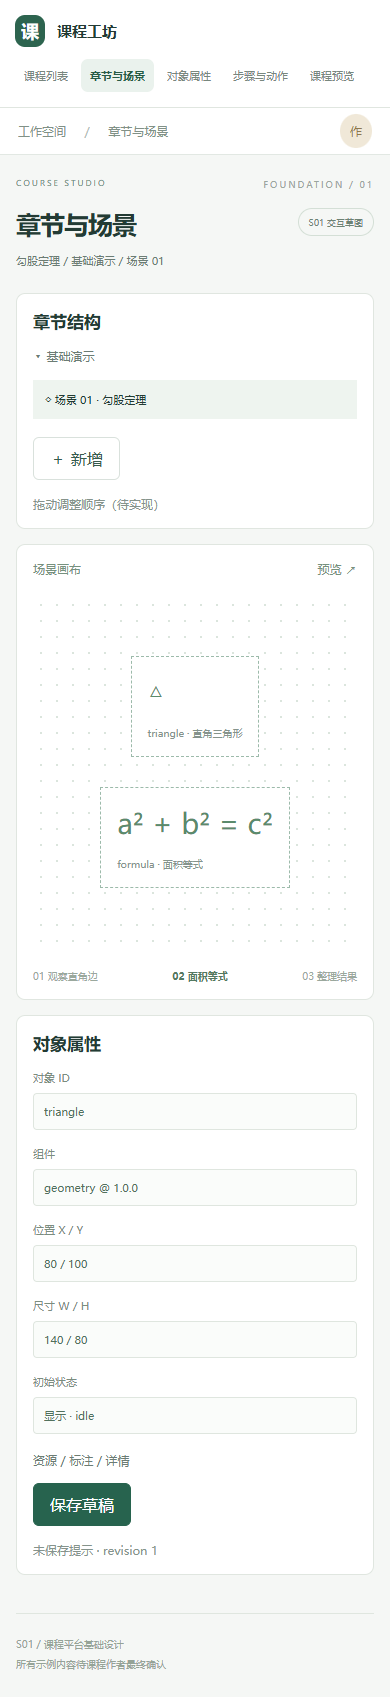 课 课程工坊
课程列表 章节与场景 对象属性 步骤与动作 课程预览
工作空间 / 章节与场景 作
COURSE STUDIO FOUNDATION / 01
章节与场景 S01 交互草图
勾股定理 / 基础演示 / 场景 01
章节结构
基础演示
场景 01 · 勾股定理
+ 新增
拖动调整顺序（待实现）
场景画布 预览 ↗
triangle · 直角三角形
a² + b² = c²
formula · 面积等式
01 观察直角边 02 面积等式 03 整理结果
对象属性
对象 ID
triangle
组件
geometry @ 1.0.0
位置 X / Y
80 / 100
尺寸 W / H
140 / 80
初始状态
显示 · idle
资源 / 标注 / 详情
保存草稿
未保存提示 · revision 1
S01 / 课程平台基础设计
所有示例内容待课程作者最终确认